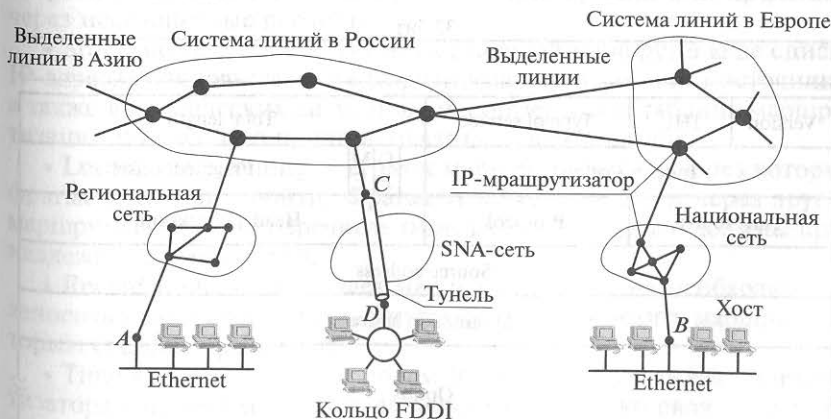 Выделенные
линии в Азию
Система линий в России
Выделенные
линии
Система линий в Европе
IP-мрашрутизатор
Региональная
сеть
C
SNA-сеть
Тунель
Национальная
сеть
D
Хост
A
B
Ethernet
Ethernet
Кольцо FDDI